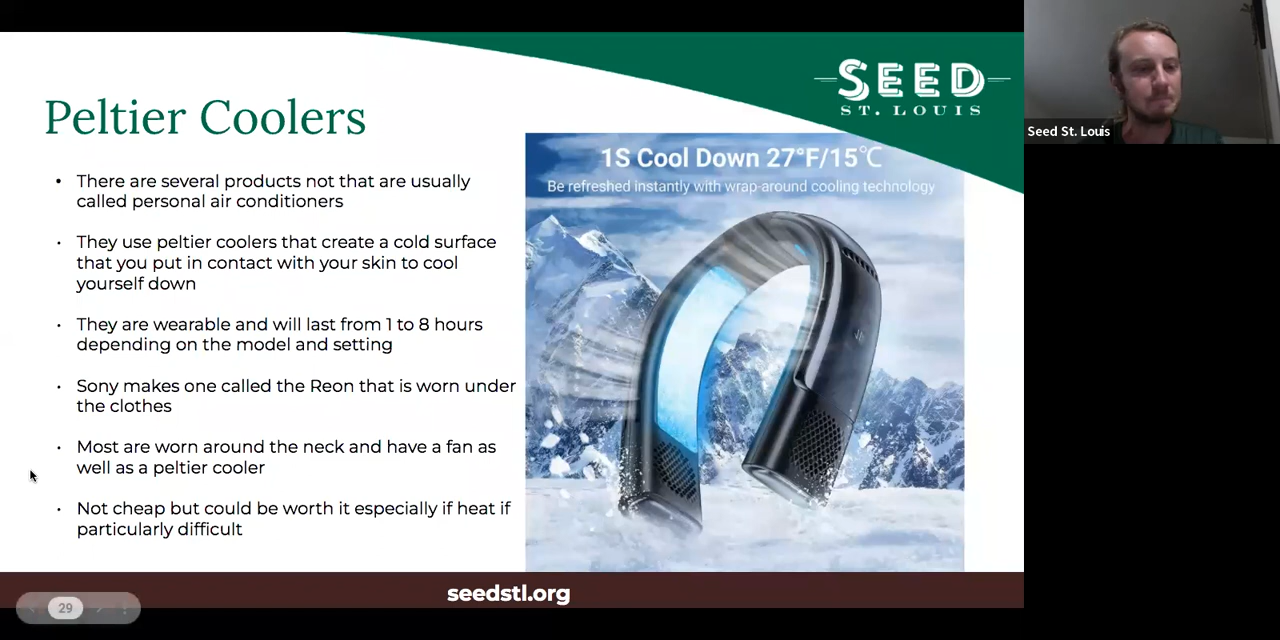 SEED
ST. LOUIS
Peltier Coolers
There are several products not that are usually
called personal air conditioners
They use peltier coolers that create a cold surface
that you put in contact with your skin to cool
yourself down
They are wearable and will last from 1 to 8 hours
depending on the model and setting
Sony makes one called the Reon that is worn under
the clothes
Most are worn around the neck and have a fan as
well as a peltier cooler
Not cheap but could be worth it especially if heat if
particularly difficult
1S Cool Down 27°F/15℃
Be refreshed instantly with wrap-around cooling technology
seedstl.org
29
Seed St. Louis